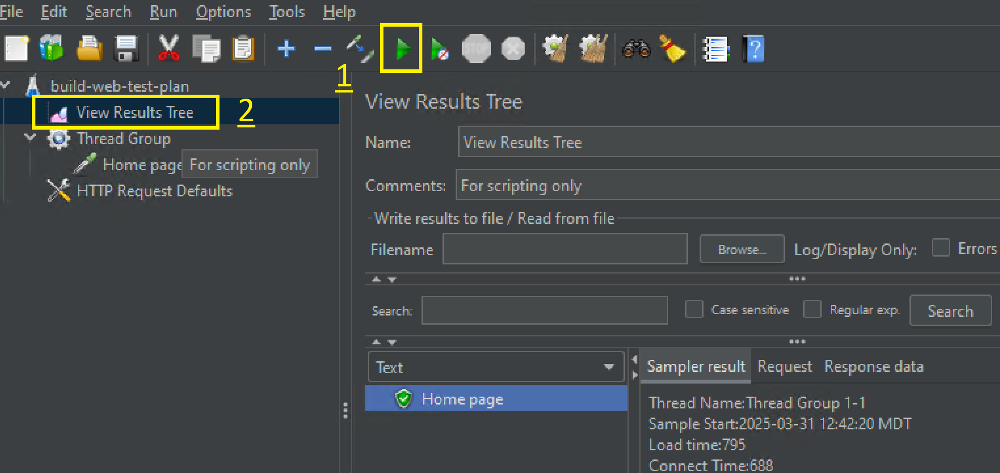 File Edit Search Run Options Tools Help
STOP
?
1
build-web-test-plan
View Results Tree
2
Thread Group
Home page
For scripting only
HTTP Request Defaults
View Results Tree
Name: View Results Tree
Comments: For scripting only
Write results to file / Read from file
Filename Browse... Log/Display Only: Errors
Search: Case sensitive Regular exp. Search
Text
Home page
Sampler result Request Response data
Thread Name:Thread Group 1-1
Sample Start:2025-03-31 12:42:20 MDT
Load time:795
Connect Time:688